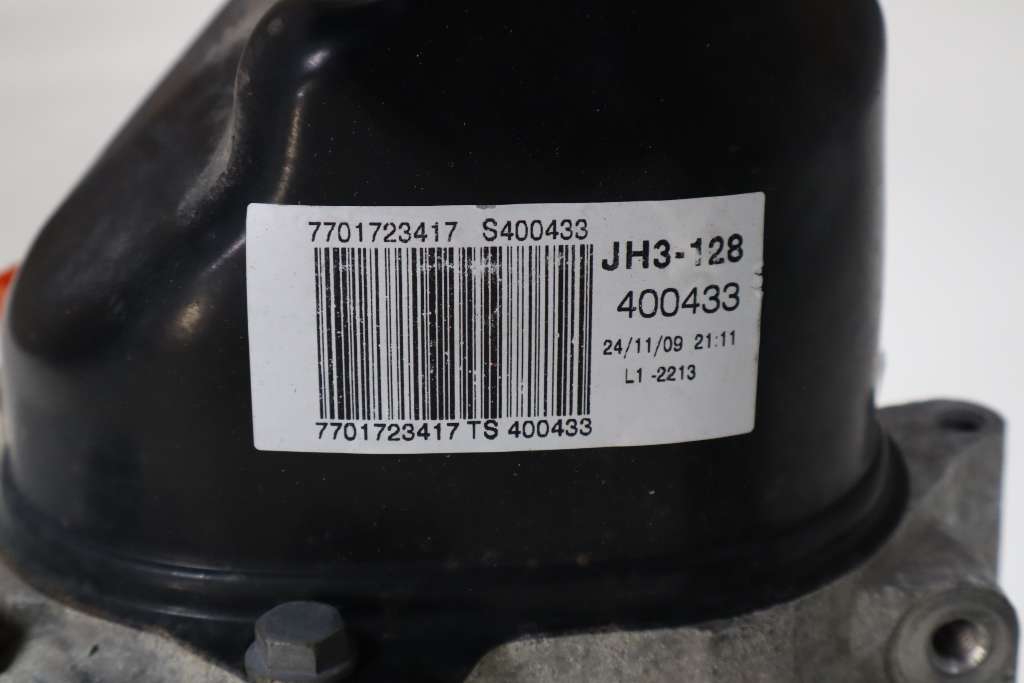 7701723417 S400433
JH3-128
400433
24/11/09 21:11
L1 -2213
7701723417 TS 400433